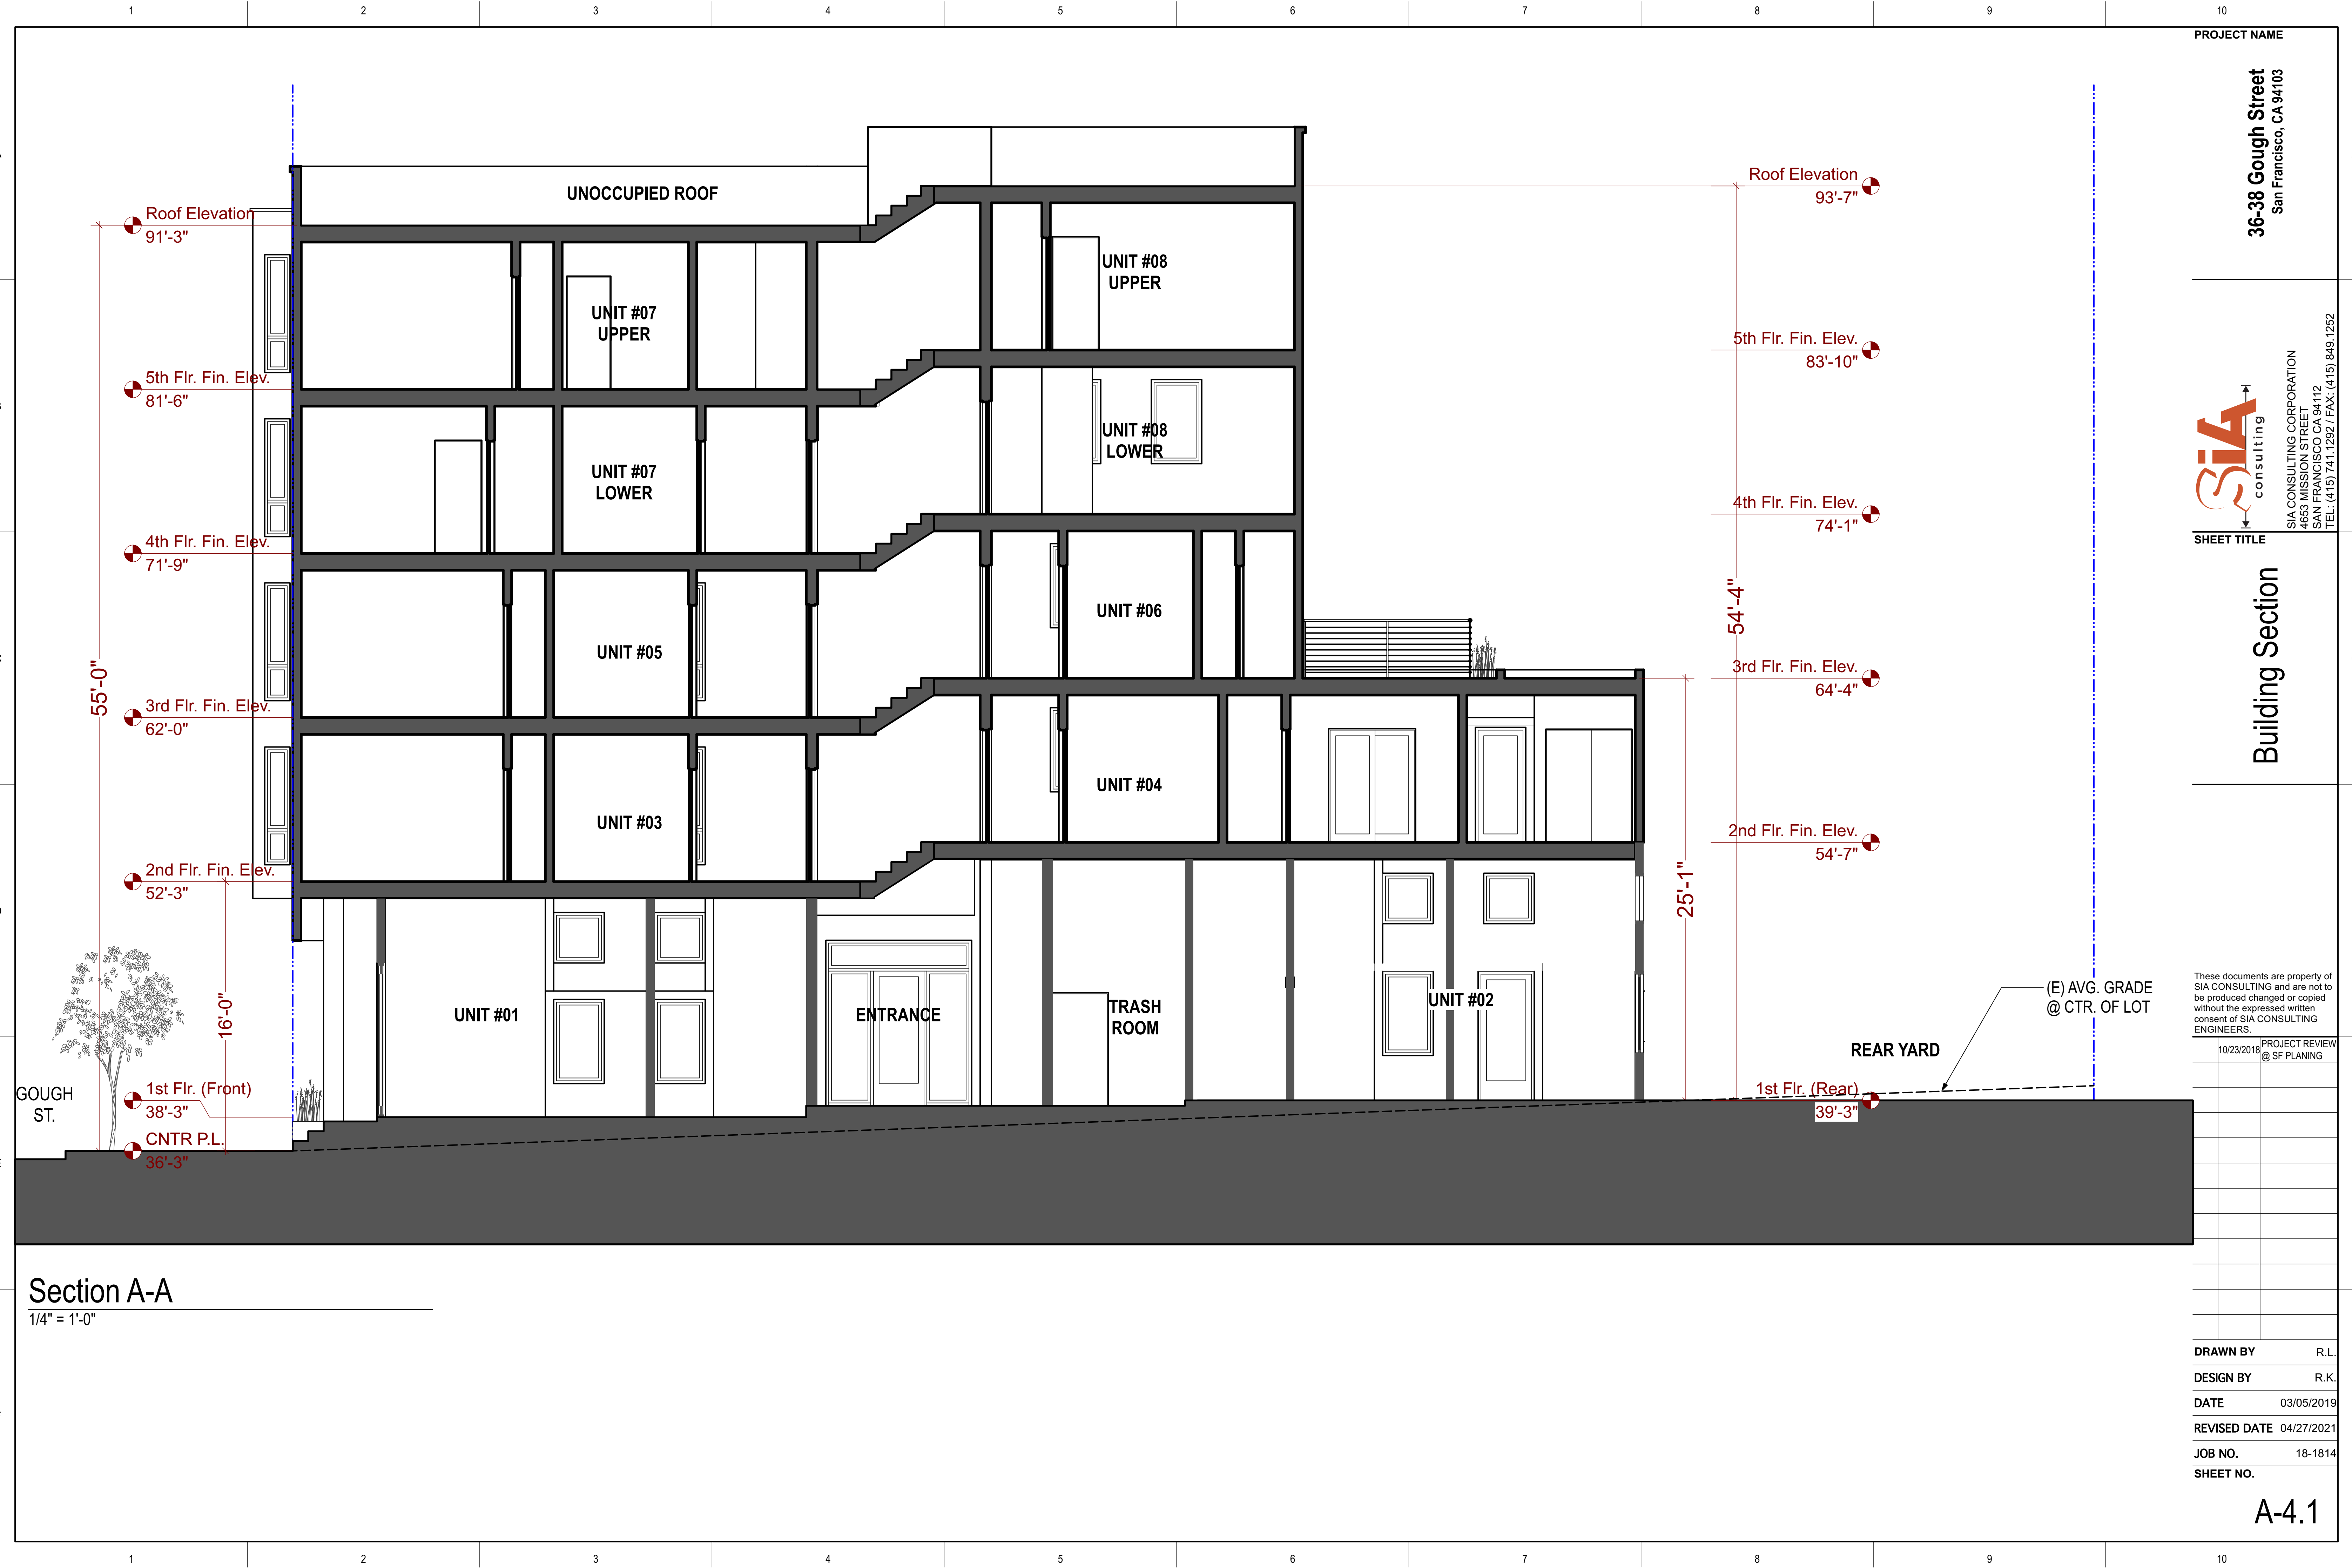 1 2 3 4 5 6 7 8 9 10
UNOCCUPIED ROOF
Roof Elevation
91'-3"
5th Flr. Fin. Elev.
81'-6"
4th Flr. Fin. Elev.
71'-9"
3rd Flr. Fin. Elev.
62'-0"
2nd Flr. Fin. Elev.
52'-3"
1st Flr. (Front)
38'-3"
CNTR P.L.
36'-3"
55'-0"
16'-0"
GOUGH
ST.
UNIT #07
UPPER
UNIT #07
LOWER
UNIT #05
UNIT #03
UNIT #01
ENTRANCE
TRASH
ROOM
UNIT #08
UPPER
UNIT #08
LOWER
UNIT #06
UNIT #04
UNIT #02
Roof Elevation
93'-7"
5th Flr. Fin. Elev.
83'-10"
4th Flr. Fin. Elev.
74'-1"
3rd Flr. Fin. Elev.
64'-4"
2nd Flr. Fin. Elev.
54'-7"
1st Flr. (Rear)
39'-3"
54'-4"
25'-1"
REAR YARD
(E) AVG. GRADE
@ CTR. OF LOT
Section A-A
1/4" = 1'-0"
PROJECT NAME
36-38 Gough Street
San Francisco, CA 94103
SiA
consulting
SIA CONSULTING CORPORATION
4653 MISSION STREET
SAN FRANCISCO CA 94112
TEL: (415) 741.1292 / FAX: (415) 849.1252
SHEET TITLE
Building Section
These documents are property of
SIA CONSULTING and are not to
be produced changed or copied
without the expressed written
consent of SIA CONSULTING
ENGINEERS.
10/23/2018 PROJECT REVIEW
@ SF PLANING
DRAWN BY R.L.
DESIGN BY R.K.
DATE 03/05/2019
REVISED DATE 04/27/2021
JOB NO. 18-1814
SHEET NO.
A-4.1
1 2 3 4 5 6 7 8 9 10